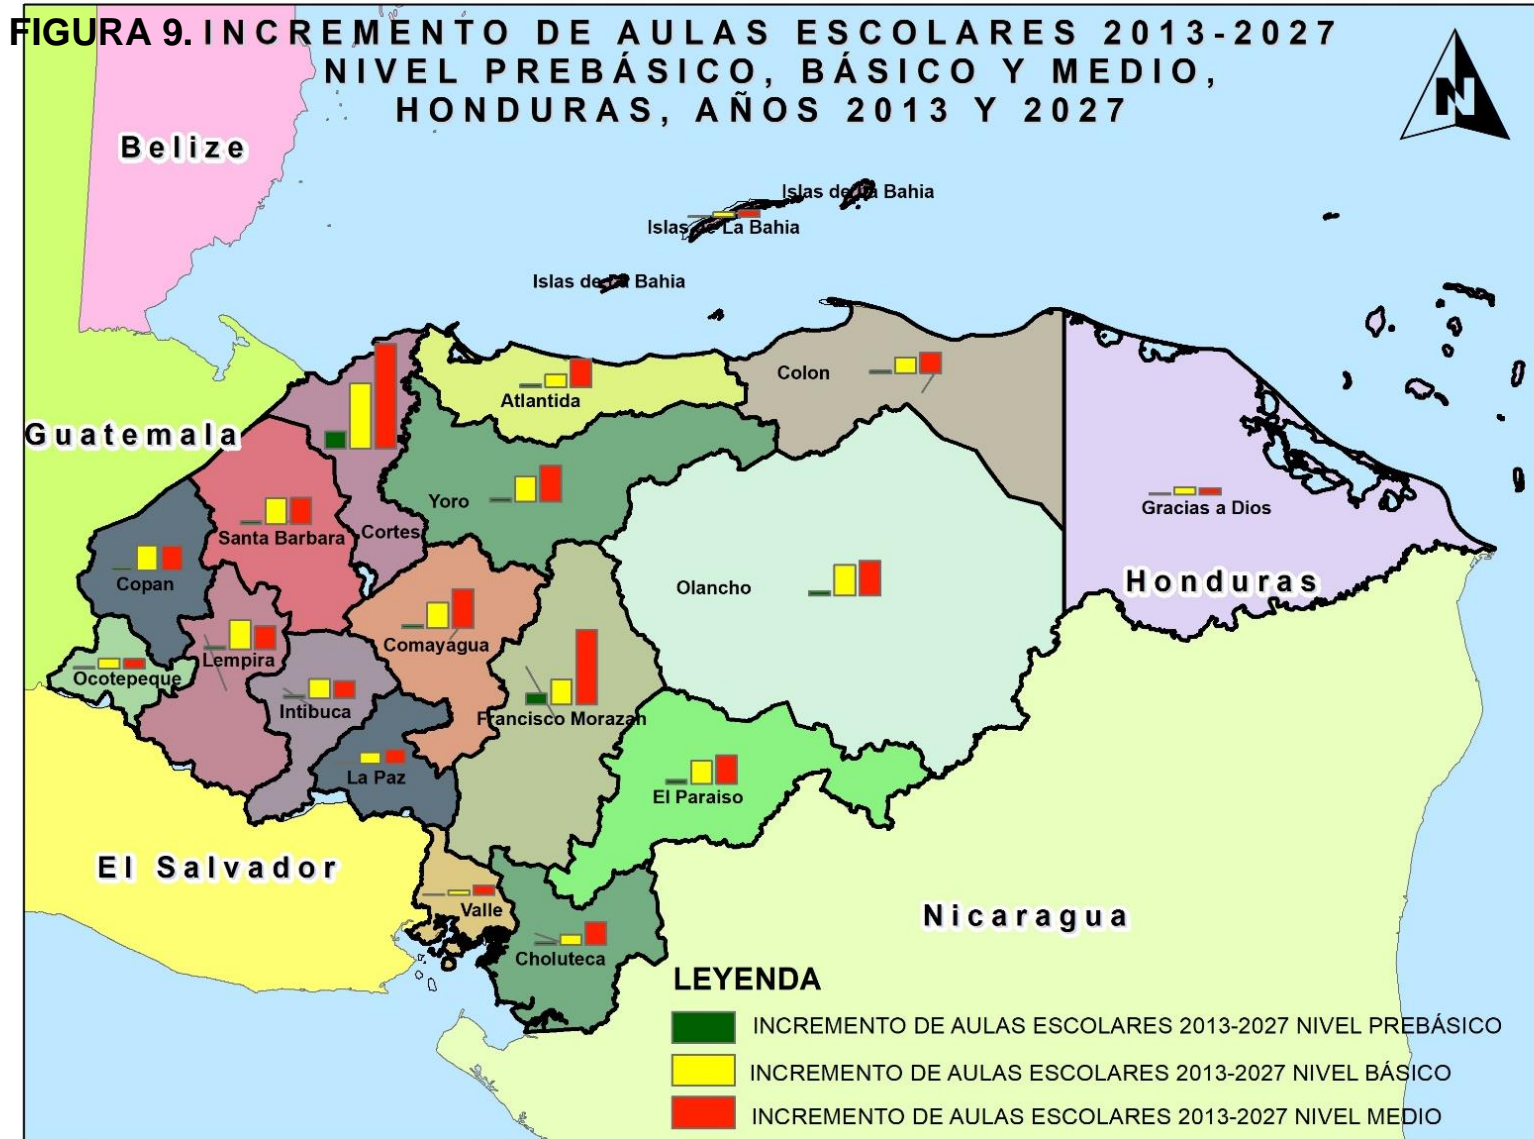 FIGURA 9. INCREMENTO DE AULAS ESCOLARES 2013-2027
NIVEL PREBÁSICO, BÁSICO Y MEDIO,
HONDURAS, AÑOS 2013 Y 2027
N
Belize
Islas de La Bahia
Islas de La Bahia
Islas de La Bahia
Guatemala
Colon
Atlantida
Yoro
Cortes
Santa Barbara
Gracias a Dios
Copan
Olancho
Honduras
Comayagua
Lempira
Ocotepeque
Intibuca
Francisco Morazan
La Paz
El Paraiso
El Salvador
Valle
Nicaragua
Choluteca
LEYENDA
INCREMENTO DE AULAS ESCOLARES 2013-2027 NIVEL PREBÁSICO
INCREMENTO DE AULAS ESCOLARES 2013-2027 NIVEL BÁSICO
INCREMENTO DE AULAS ESCOLARES 2013-2027 NIVEL MEDIO